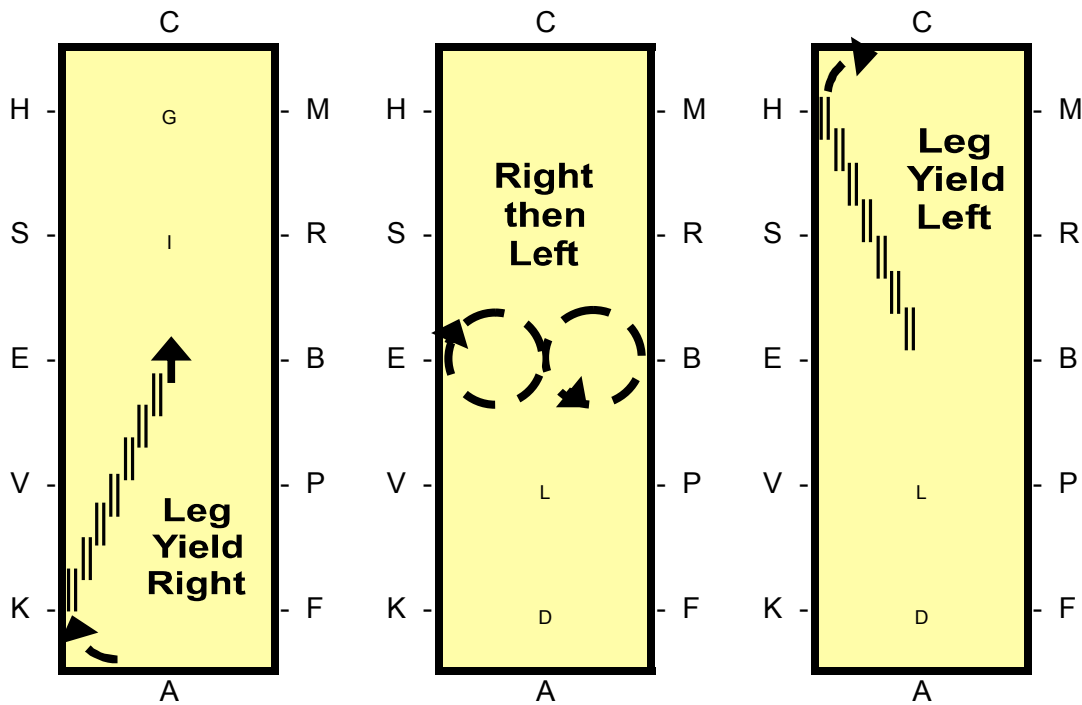 C
H - - M
G
S - - R
I
E - - B
V - - P
Leg
Yield
Right
K - - F
A
C
H - - M
Right
then
Left
S - - R
E - - B
V - - P
L
K - - F
D
A
C
H - - M
Leg
Yield
Left
S - - R
E - - B
V - - P
L
K - - F
D
A